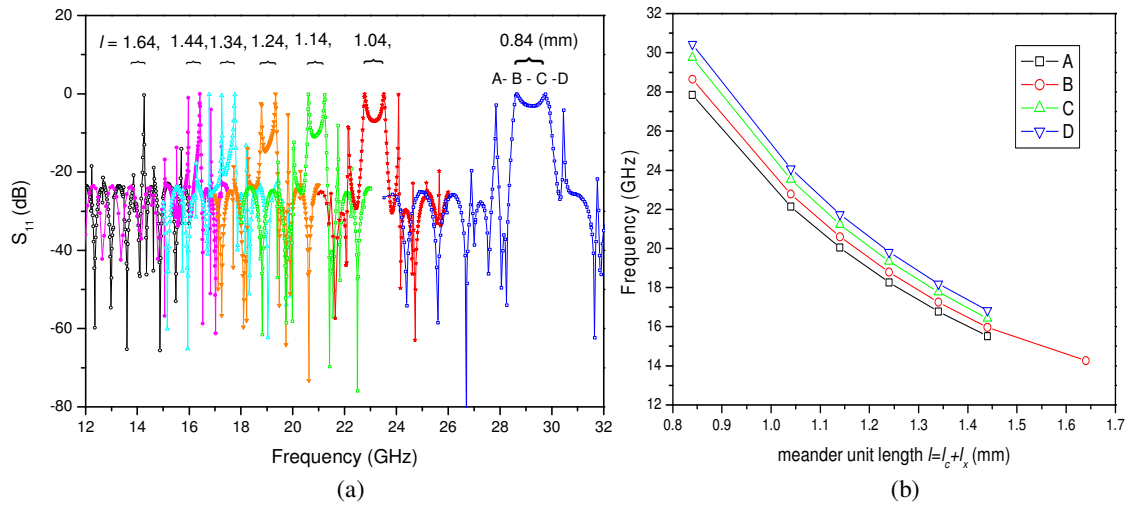 l = 1.64, 1.44, 1.34, 1.24, 1.14, 1.04, 0.84 (mm)
A- B - C -D
20
0
-20
-40
-60
-80
S11 (dB)
12 14 16 18 20 22 24 26 28 30 32
Frequency (GHz)
(a)
32
30
28
26
24
22
20
18
16
14
12
Frequency (GHz)
A
B
C
D
0.8 0.9 1.0 1.1 1.2 1.3 1.4 1.5 1.6 1.7
meander unit length l=lc+lx (mm)
(b)